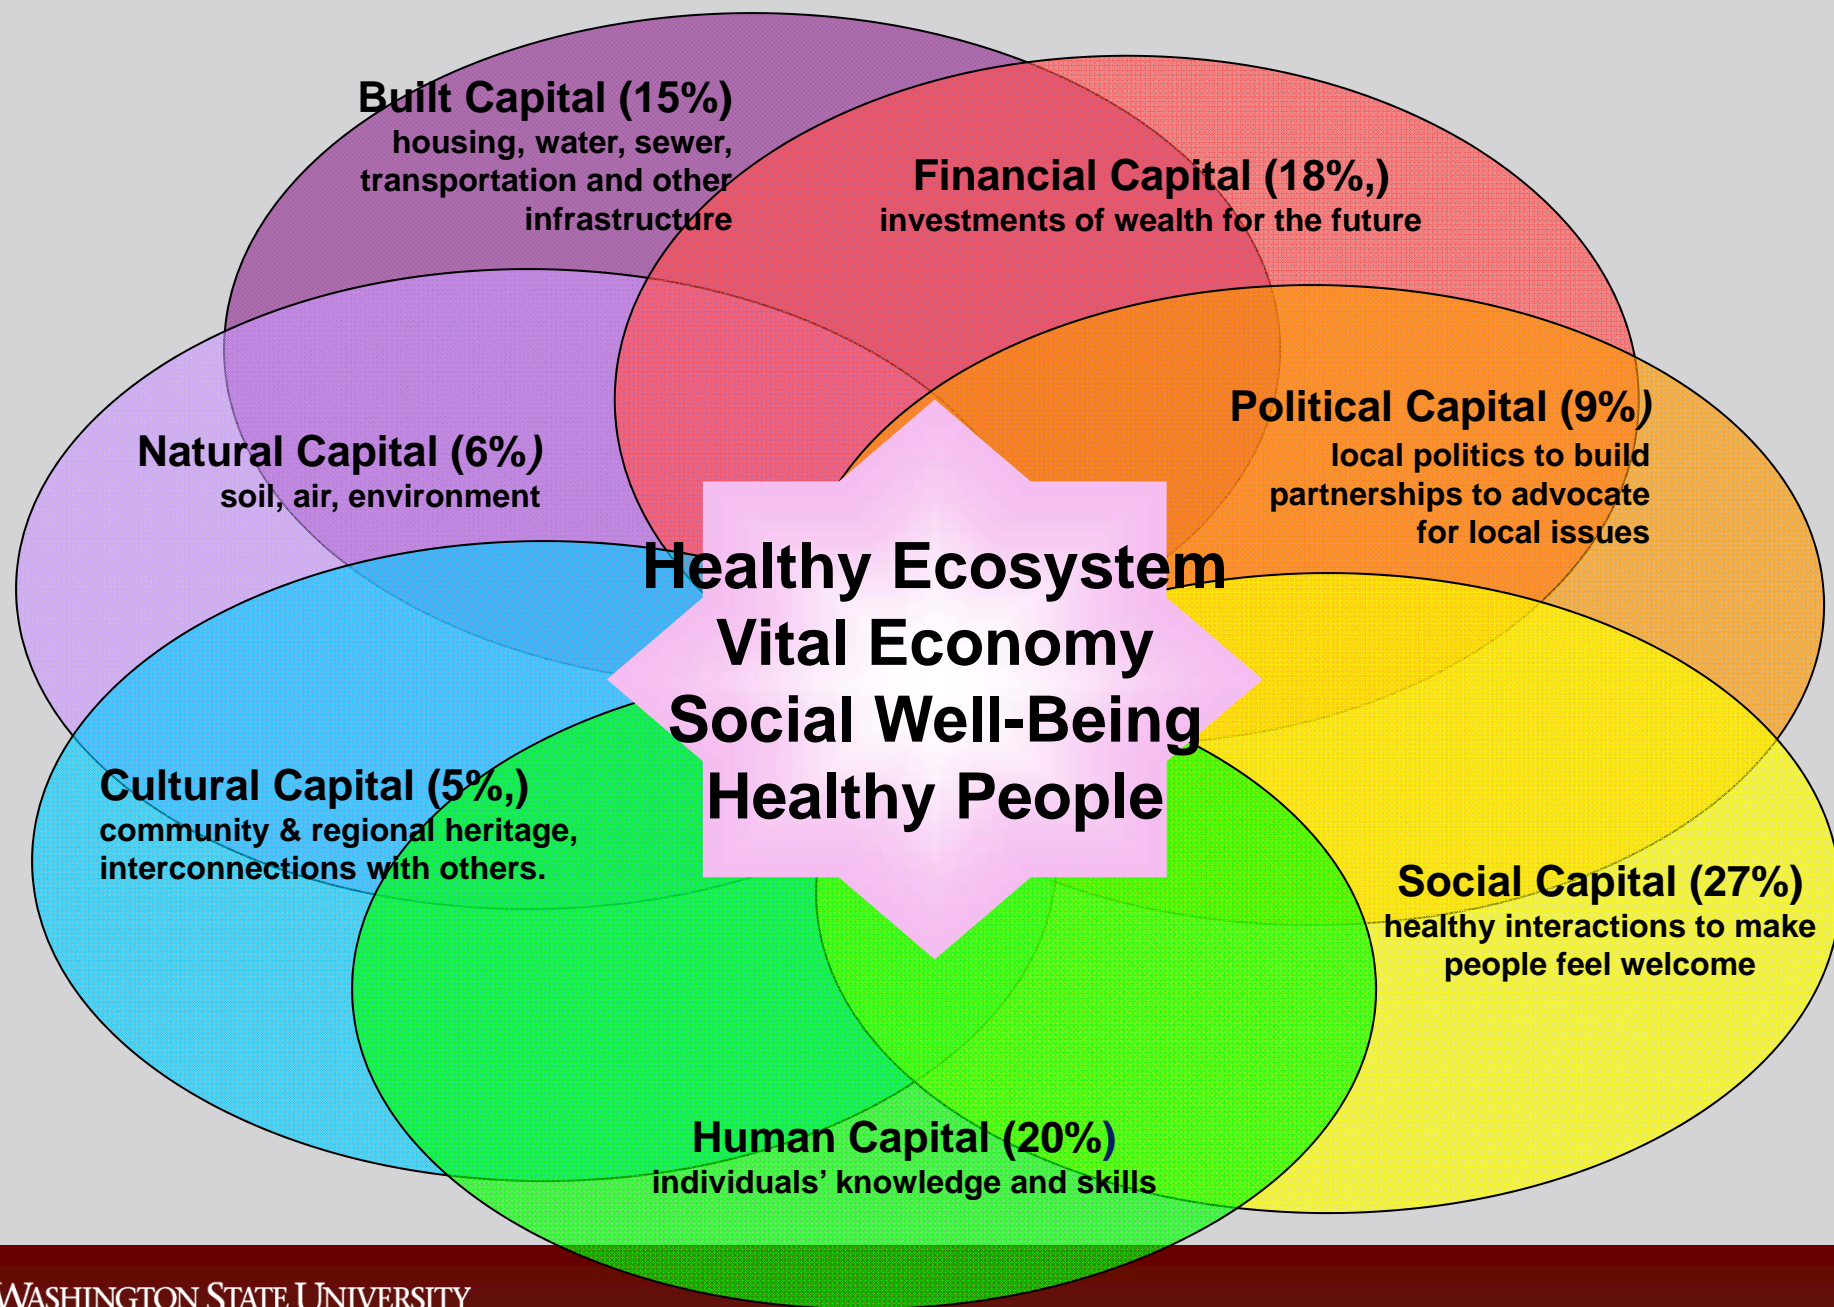 Built Capital (15%)
housing, water, sewer,
transportation and other
infrastructure
Financial Capital (18%,)
investments of wealth for the future
Political Capital (9%)
local politics to build
partnerships to advocate
for local issues
Natural Capital (6%)
soil, air, environment
Healthy Ecosystem
Vital Economy
Social Well-Being
Healthy People
Cultural Capital (5%,)
community & regional heritage,
interconnections with others.
Social Capital (27%)
healthy interactions to make
people feel welcome
Human Capital (20%)
individuals’ knowledge and skills
WASHINGTON STATE UNIVERSITY